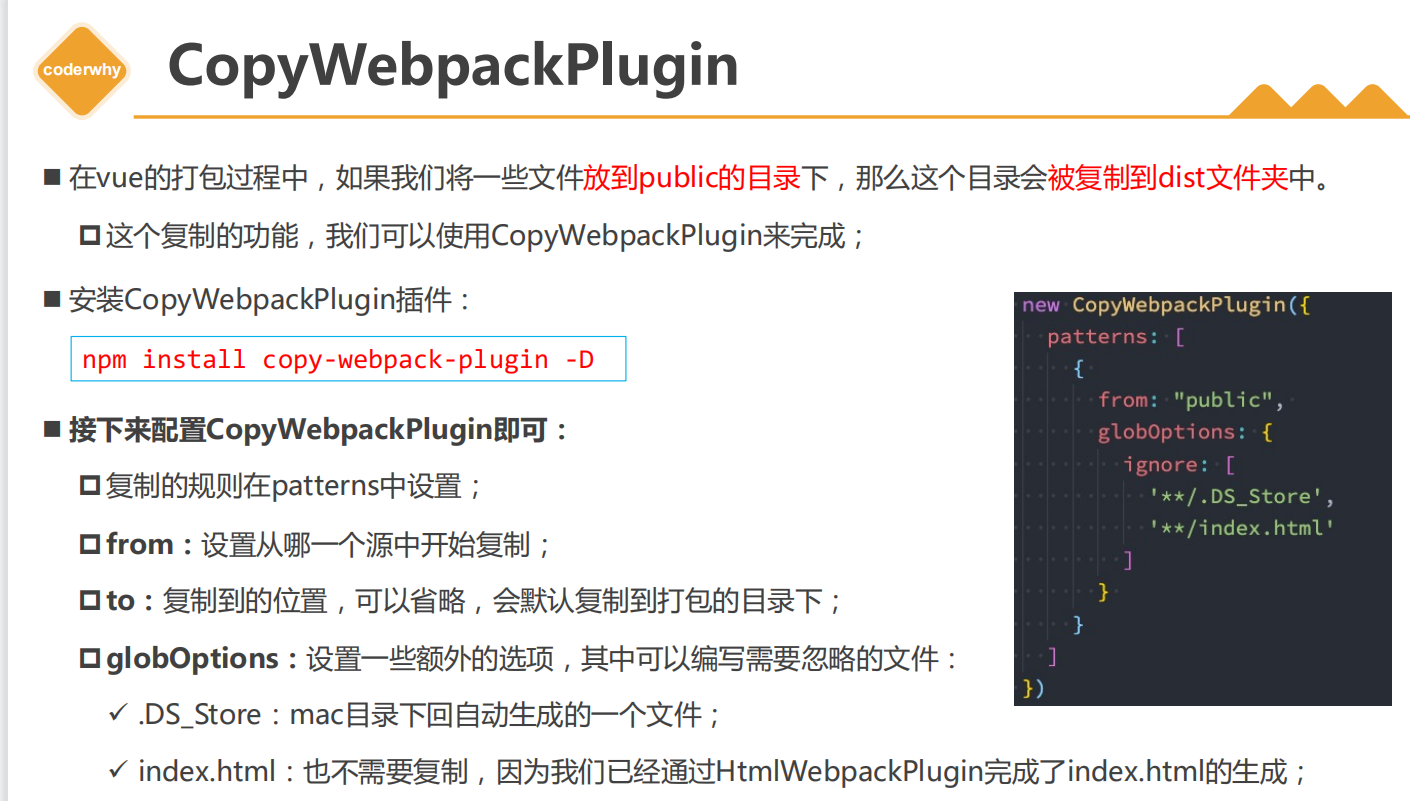 coderwhy
CopyWebpackPlugin
在vue的打包过程中，如果我们将一些文件放到public的目录下，那么这个目录会被复制到dist文件夹中。
这个复制的功能，我们可以使用CopyWebpackPlugin来完成；
安装CopyWebpackPlugin插件：
npm install copy-webpack-plugin -D
接下来配置CopyWebpackPlugin即可：
复制的规则在patterns中设置；
from：设置从哪一个源中开始复制；
to：复制到的位置，可以省略，会默认复制到打包的目录下；
globOptions：设置一些额外的选项，其中可以编写需要忽略的文件：
✓ .DS_Store：mac目录下回自动生成的一个文件；
✓ index.html：也不需要复制，因为我们已经通过HtmlWebpackPlugin完成了index.html的生成；
new CopyWebpackPlugin({
patterns: [
{
from: "public",
globOptions: {
ignore: [
'**/.DS_Store',
'**/index.html'
]
}
}
]
})